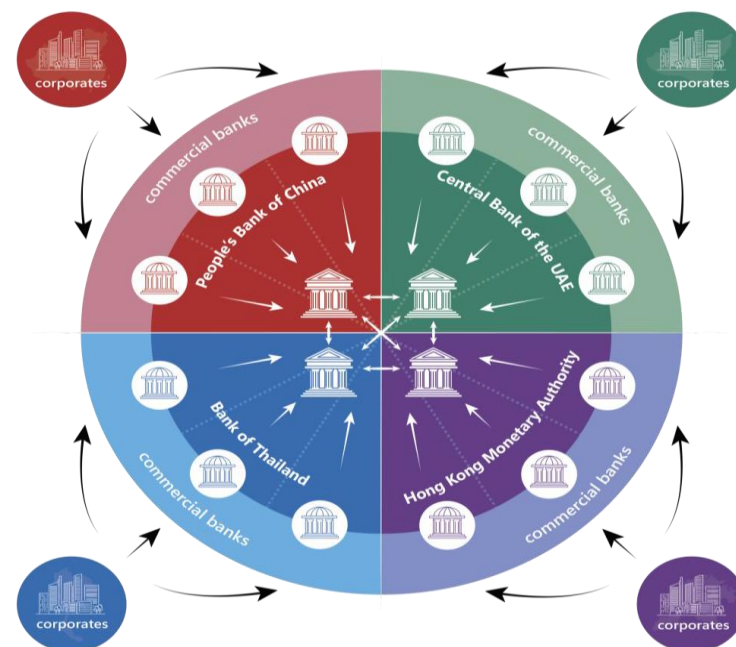 corporates
corporates
commercial banks
commercial banks
People's Bank of China
Central Bank of the UAE
Bank of Thailand
Hong Kong Monetary Authority
commercial banks
commercial banks
corporates
corporates